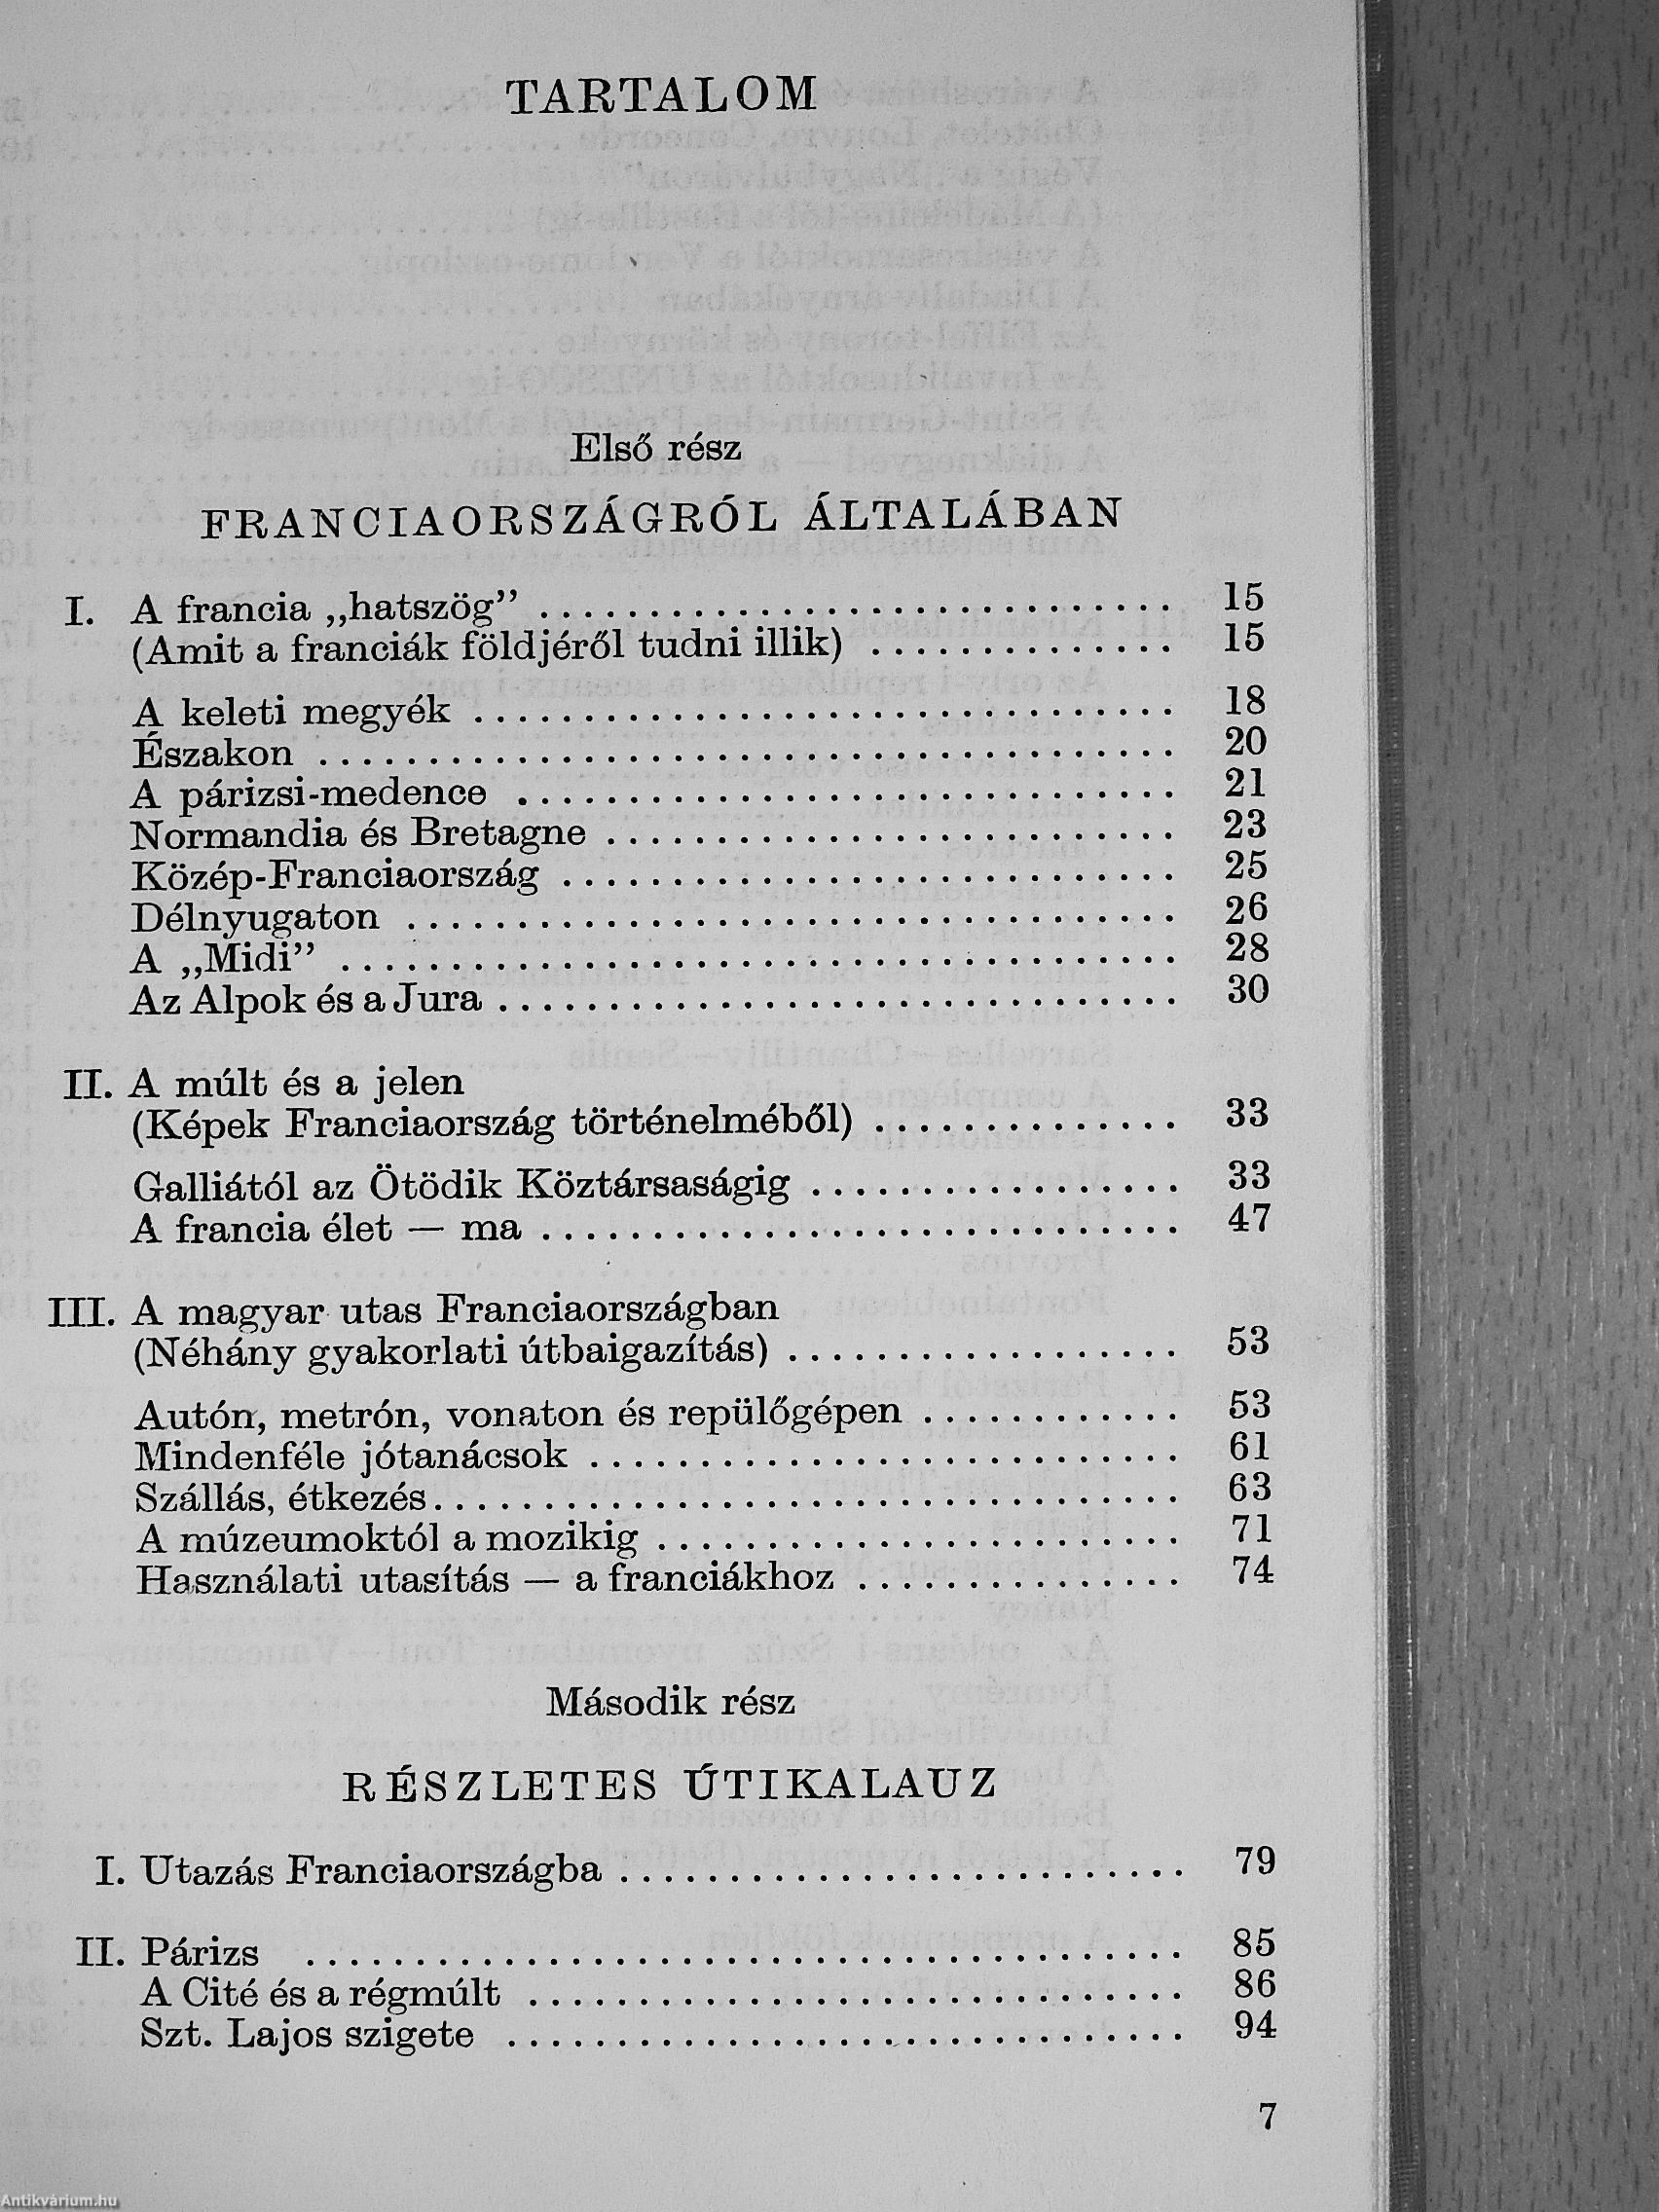 TARTALOM
Első rész
FRANCIAORSZÁGRÓL ÁLTALÁBAN
I. A francia „hatszög” . . . . . . . . . . . . . . . . . . . . . . . . . . . . . 15
(Amit a franciák földjéről tudni illik) . . . . . . . . . . . . . . 15
A keleti megyék . . . . . . . . . . . . . . . . . . . . . . . . . . . . . . . . 18
Északon . . . . . . . . . . . . . . . . . . . . . . . . . . . . . . . . . . . . . . . 20
A párizsi-medence . . . . . . . . . . . . . . . . . . . . . . . . . . . . . . 21
Normandia és Bretagne . . . . . . . . . . . . . . . . . . . . . . . . . . 23
Közép-Franciaország . . . . . . . . . . . . . . . . . . . . . . . . . . . . 25
Délnyugaton . . . . . . . . . . . . . . . . . . . . . . . . . . . . . . . . . . . 26
A „Midi” . . . . . . . . . . . . . . . . . . . . . . . . . . . . . . . . . . . . . . 28
Az Alpok és a Jura . . . . . . . . . . . . . . . . . . . . . . . . . . . . . . . 30
II. A múlt és a jelen
(Képek Franciaország történelméből) . . . . . . . . . . . . . . 33
Galliától az Ötödik Köztársaságig . . . . . . . . . . . . . . . . . 33
A francia élet — ma . . . . . . . . . . . . . . . . . . . . . . . . . . . . . 47
III. A magyar utas Franciaországban
(Néhány gyakorlati útbaigazítás) . . . . . . . . . . . . . . . . . . 53
Autón, metrón, vonaton és repülőgépen . . . . . . . . . . . . 53
Mindenféle jótanácsok . . . . . . . . . . . . . . . . . . . . . . . . . . . 61
Szállás, étkezés . . . . . . . . . . . . . . . . . . . . . . . . . . . . . . . . . . 63
A múzeumoktól a mozikig . . . . . . . . . . . . . . . . . . . . . . . . 71
Használati utasítás — a franciákhoz . . . . . . . . . . . . . . . 74
Második rész
RÉSZLETES ÚTIKALAUZ
I. Utazás Franciaországba . . . . . . . . . . . . . . . . . . . . . . . . . . 79
II. Párizs . . . . . . . . . . . . . . . . . . . . . . . . . . . . . . . . . . . . . . . . 85
A Cité és a régmúlt . . . . . . . . . . . . . . . . . . . . . . . . . . . . . . 86
Szt. Lajos szigete . . . . . . . . . . . . . . . . . . . . . . . . . . . . . . . 94
7
Antikvárium.hu